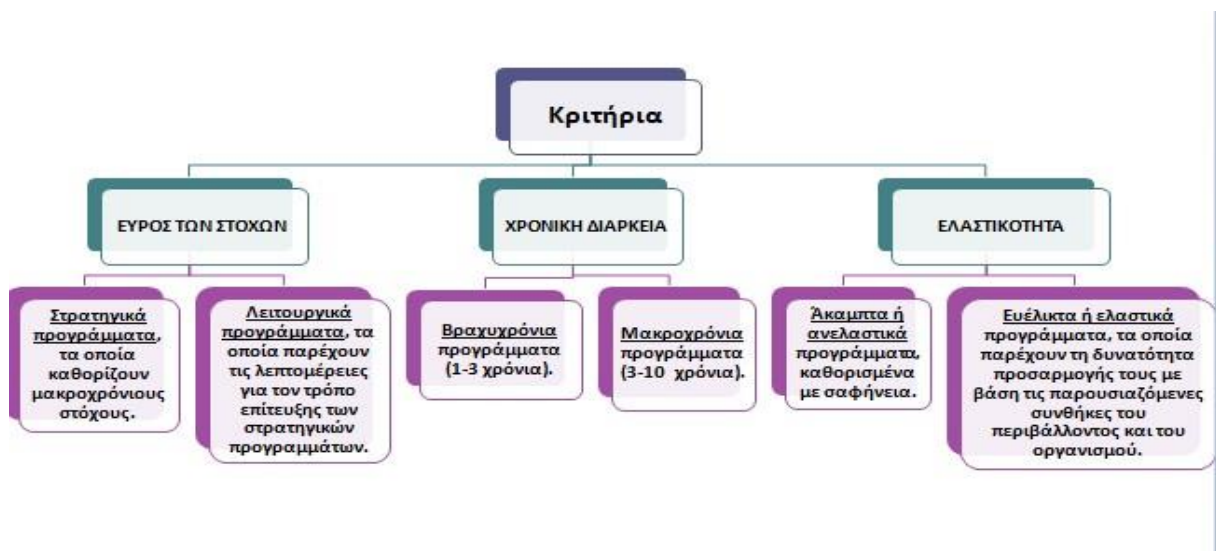 Κριτήρια
ΕΥΡΟΣ ΤΩΝ ΣΤΟΧΩΝ
ΧΡΟΝΙΚΗ ΔΙΑΡΚΕΙΑ
ΕΛΑΣΤΙΚΟΤΗΤΑ
Στρατηγικά
προγράμματα,
τα οποία
καθορίζουν
μακροχρόνιους
στόχους.
Λειτουργικά
προγράμματα, τα
οποία παρέχουν
τις λεπτομέρειες
για τον τρόπο
επίτευξης των
στρατηγικών
προγραμμάτων.
Βραχυχρόνια
προγράμματα
(1-3 χρόνια).
Μακροχρόνια
προγράμματα
(3-10 χρόνια).
Άκαμπτα ή
ανελαστικά
προγράμματα,
καθορισμένα
με σαφήνεια.
Ευέλικτα ή ελαστικά
προγράμματα, τα οποία
παρέχουν τη δυνατότητα
προσαρμογής τους με
βάση τις παρουσιαζόμενες
συνθήκες του
περιβάλλοντος και του
οργανισμού.